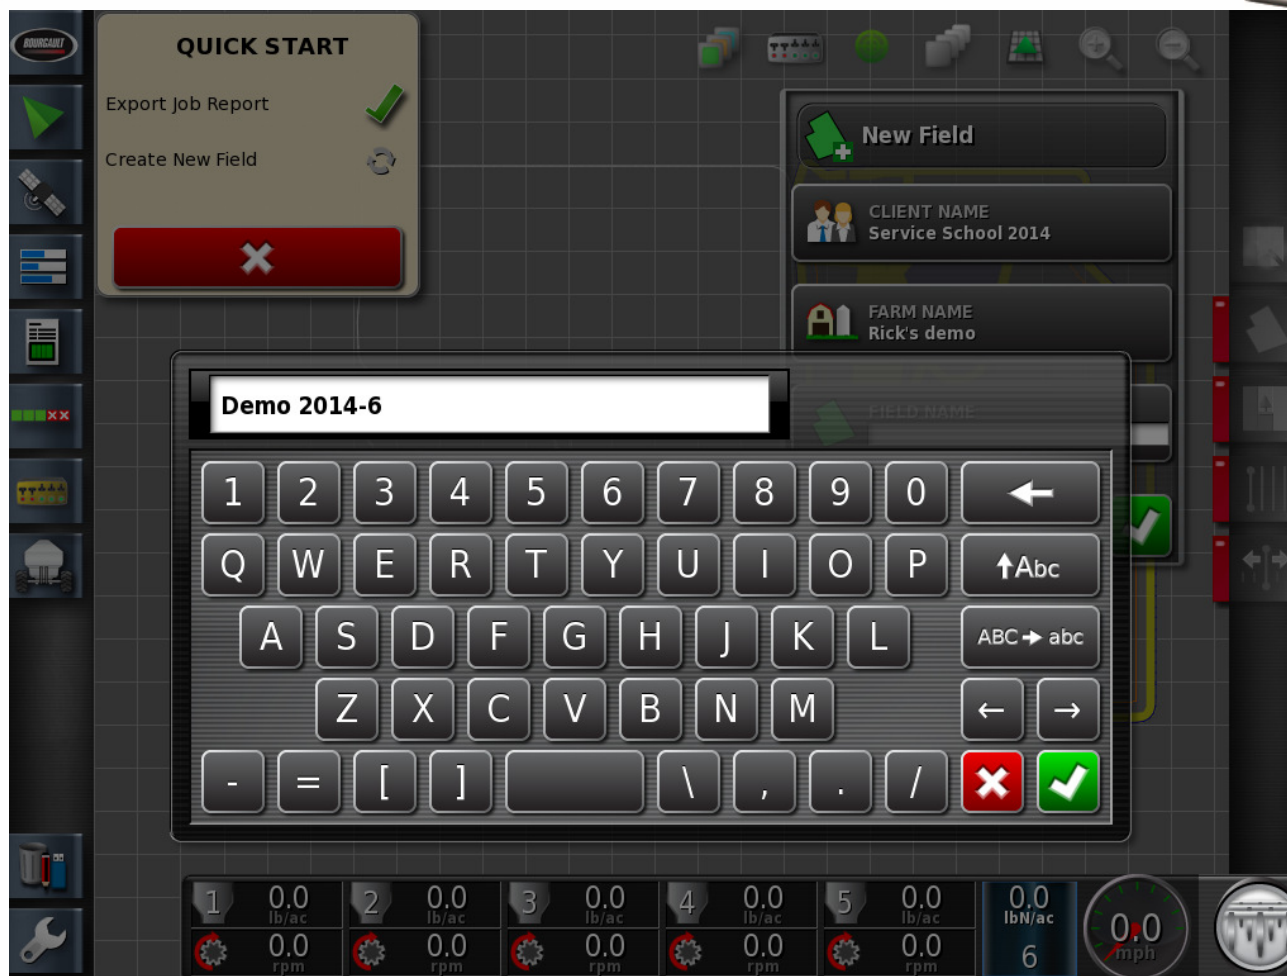 BOURGAULT
QUICK START
Export Job Report
Create New Field
New Field
CLIENT NAME
Service School 2014
FARM NAME
Rick's demo
FIELD NAME
Demo 2014-6
1 2 3 4 5 6 7 8 9 0
Q W E R T Y U I O P Abc
A S D F G H J K L ABC abc
Z X C V B N M
- = [ ] \ , . /
1 0.0 lb/ac 0.0 rpm
2 0.0 lb/ac 0.0 rpm
3 0.0 lb/ac 0.0 rpm
4 0.0 lb/ac 0.0 rpm
5 0.0 lb/ac 0.0 rpm
0.0 lbN/ac 6
0.0 mph